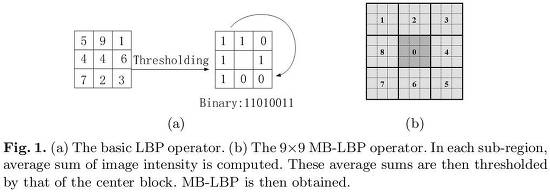 5 9 1
4 4 6
7 2 3
Thresholding
1 1 0
1 1
1 0 0
Binary:11010011
(a)
1 2 3
8 0 4
7 6 5
(b)
Fig. 1. (a) The basic LBP operator. (b) The 9×9 MB-LBP operator. In each sub-region,
average sum of image intensity is computed. These average sums are then thresholded
by that of the center block. MB-LBP is then obtained.